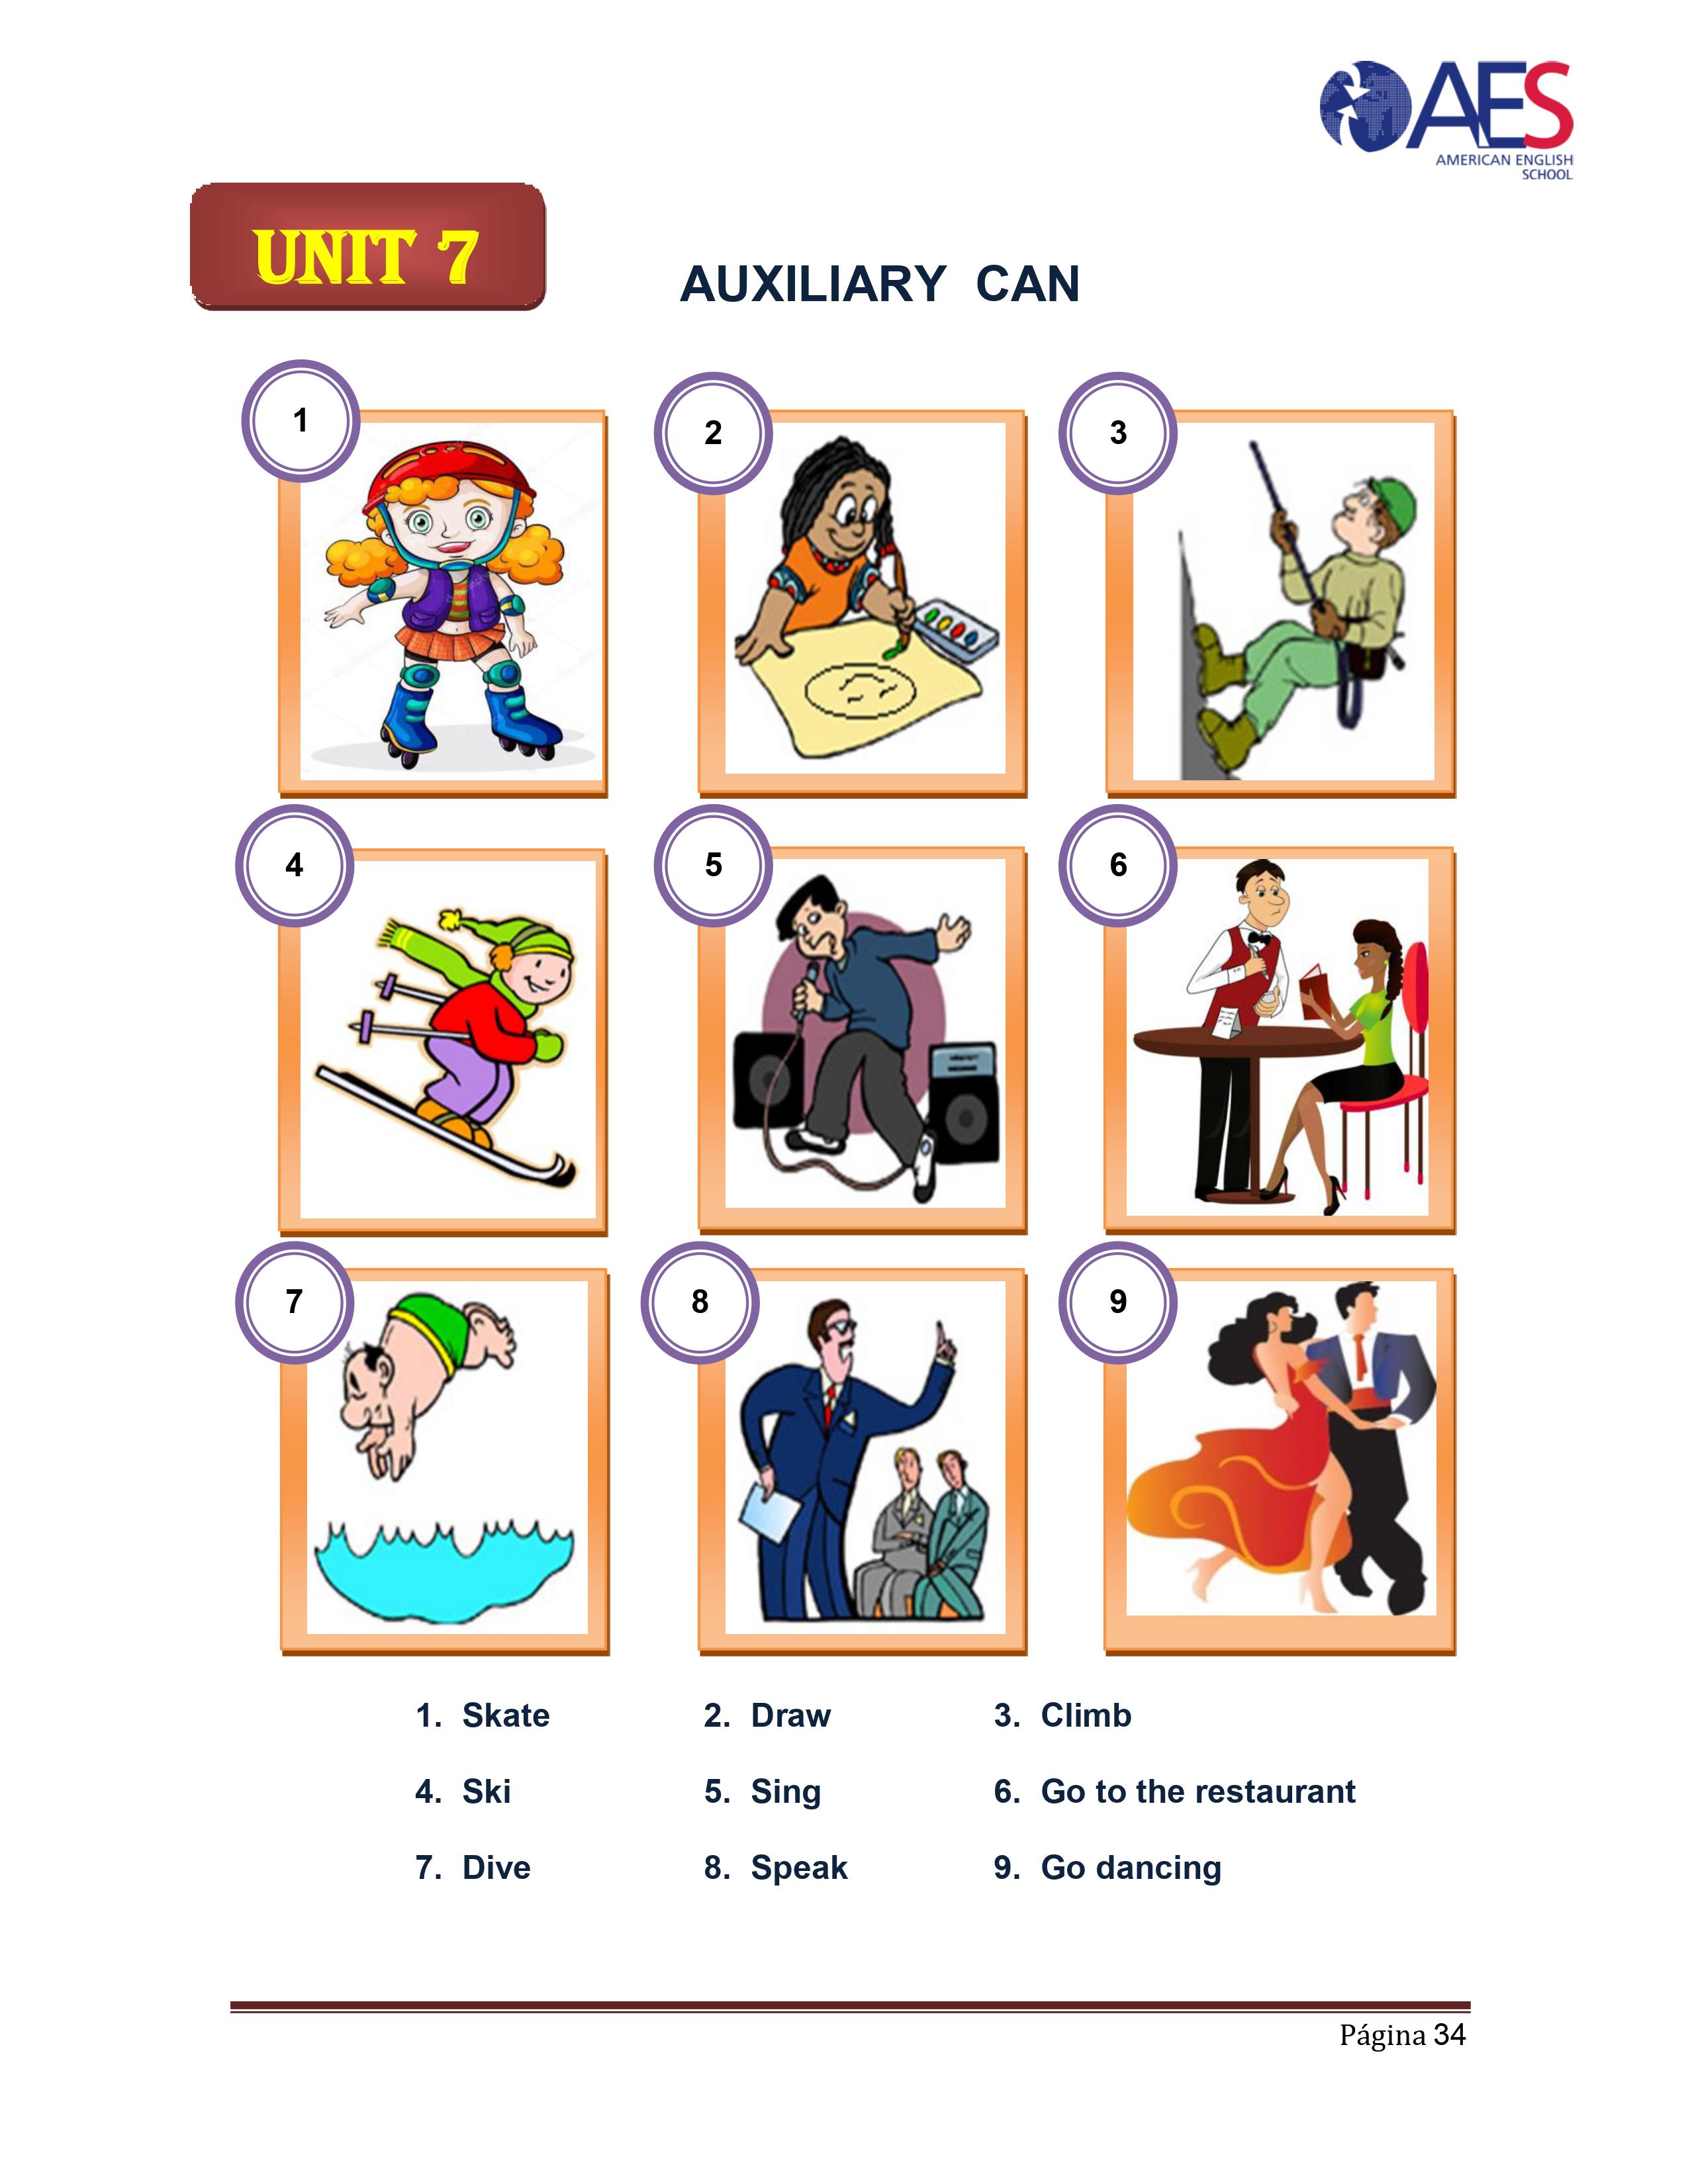 AES
AMERICAN ENGLISH
SCHOOL
UNIT 7
AUXILIARY CAN
1
2
3
4
5
6
7
8
9
1. Skate 2. Draw 3. Climb
4. Ski 5. Sing 6. Go to the restaurant
7. Dive 8. Speak 9. Go dancing
Página 34